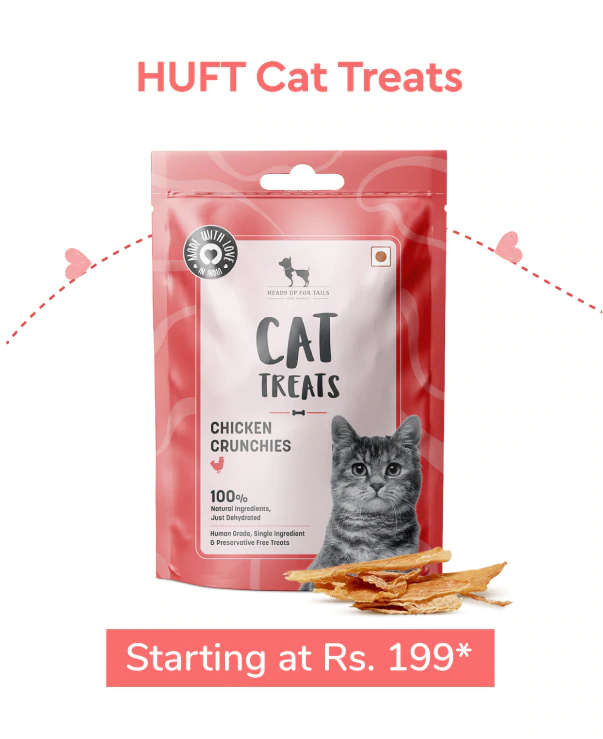 HUFT Cat Treats
MADE WITH LOVE
IN INDIA
HEADS UP FOR TAILS
CAT
TREATS
CHICKEN
CRUNCHIES
100%
Natural Ingredients,
Just Dehydrated
Human Grade, Single Ingredient
& Preservative Free Treats
Starting at Rs. 199*